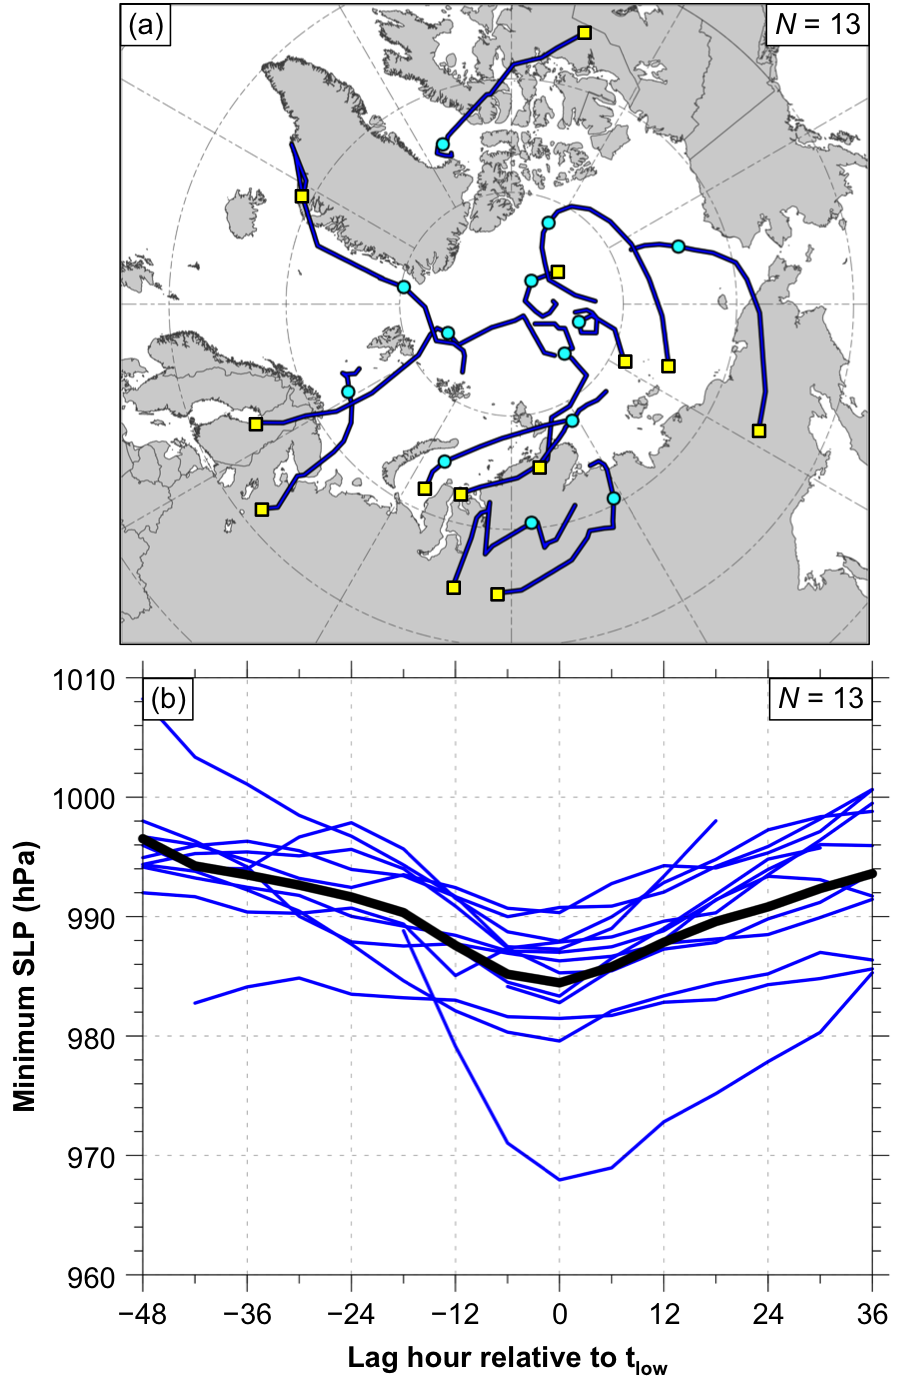 (a)
N = 13
1010
(b)
N = 13
1000
990
980
970
960
Minimum SLP (hPa)
−48 −36 −24 −12 0 12 24 36
Lag hour relative to tlow